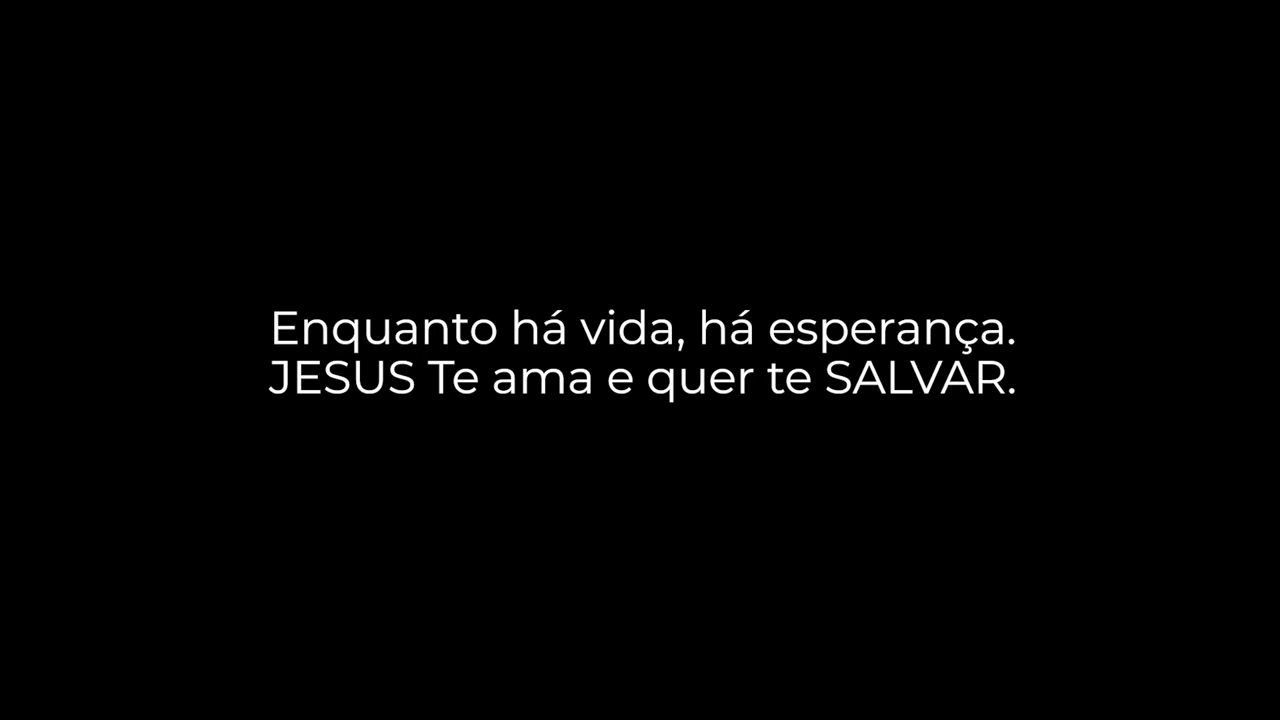 Enquanto há vida, há esperança.
JESUS Te ama e quer te SALVAR.